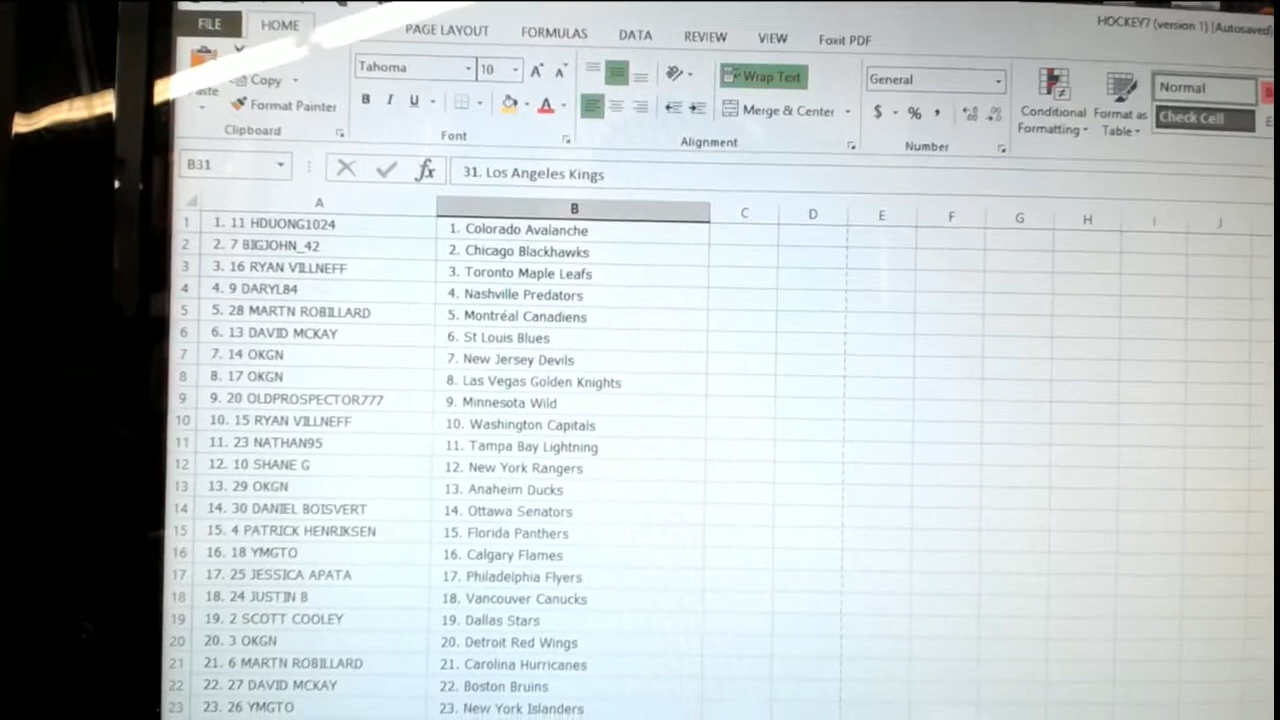 HOCKEY7 (version 1) [Autosaved]
FILE HOME PAGE LAYOUT FORMULAS DATA REVIEW VIEW Foxit PDF
Tahoma 10 Wrap Text General Normal
Copy
Format Painter B I U A Merge & Center $ % , Conditional Formatting Format as Table Check Cell
Clipboard Font Alignment Number
B31 fx 31. Los Angeles Kings
A B C D E F G H I J
1 1. 11 HDUONG1024 1. Colorado Avalanche
2 2. 7 BIGJOHN_42 2. Chicago Blackhawks
3 3. 16 RYAN VILLNEFF 3. Toronto Maple Leafs
4 4. 9 DARYL84 4. Nashville Predators
5 5. 28 MARTN ROBILLARD 5. Montréal Canadiens
6 6. 13 DAVID MCKAY 6. St Louis Blues
7 7. 14 OKGN 7. New Jersey Devils
8 8. 17 OKGN 8. Las Vegas Golden Knights
9 9. 20 OLDPROSPECTOR777 9. Minnesota Wild
10 10. 15 RYAN VILLNEFF 10. Washington Capitals
11 11. 23 NATHAN95 11. Tampa Bay Lightning
12 12. 10 SHANE G 12. New York Rangers
13 13. 29 OKGN 13. Anaheim Ducks
14 14. 30 DANIEL BOISVERT 14. Ottawa Senators
15 15. 4 PATRICK HENRIKSEN 15. Florida Panthers
16 16. 18 YMGTO 16. Calgary Flames
17 17. 25 JESSICA APATA 17. Philadelphia Flyers
18 18. 24 JUSTIN B 18. Vancouver Canucks
19 19. 2 SCOTT COOLEY 19. Dallas Stars
20 20. 3 OKGN 20. Detroit Red Wings
21 21. 6 MARTN ROBILLARD 21. Carolina Hurricanes
22 22. 27 DAVID MCKAY 22. Boston Bruins
23 23. 26 YMGTO 23. New York Islanders